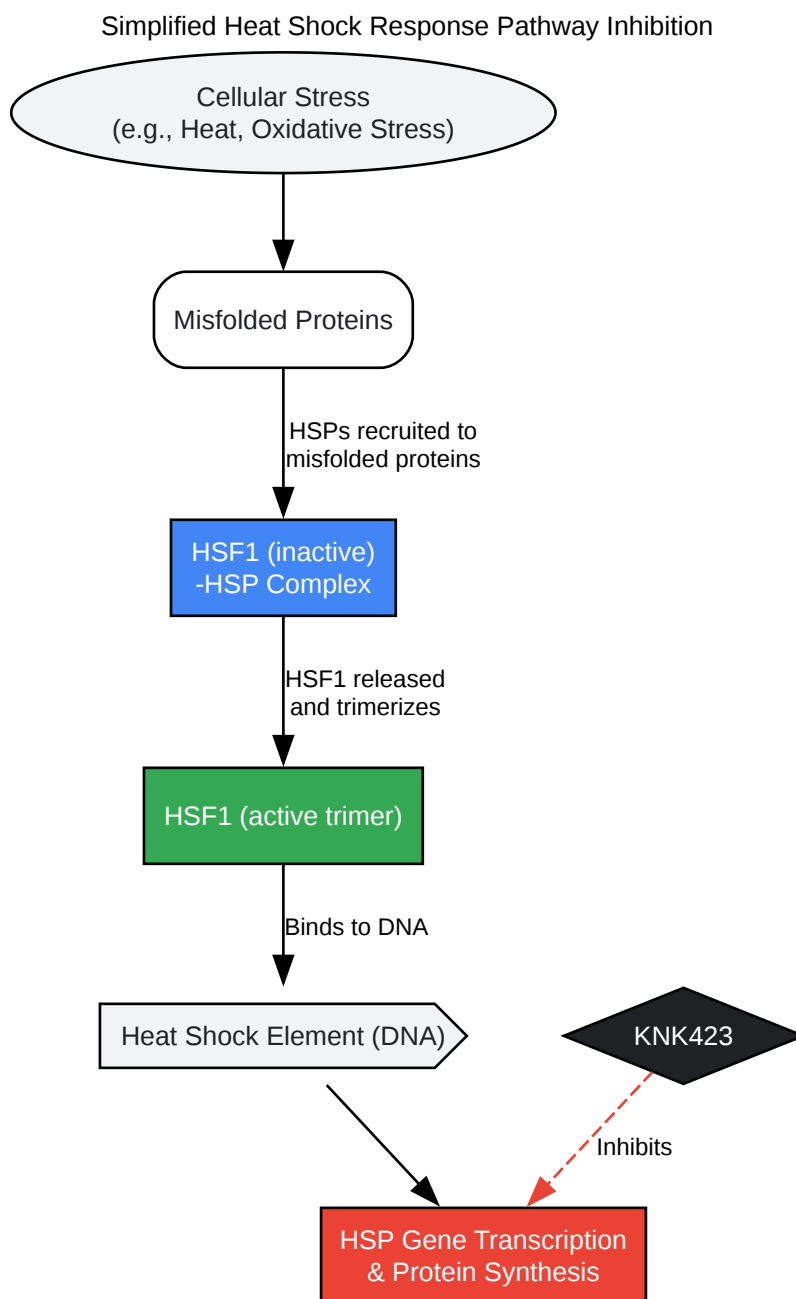 Simplified Heat Shock Response Pathway Inhibition
Cellular Stress
(e.g., Heat, Oxidative Stress)
Misfolded Proteins
HSPs recruited to
misfolded proteins
HSF1 (inactive)
-HSP Complex
HSF1 released
and trimerizes
HSF1 (active trimer)
Binds to DNA
Heat Shock Element (DNA)
KNK423
Inhibits
HSP Gene Transcription
& Protein Synthesis